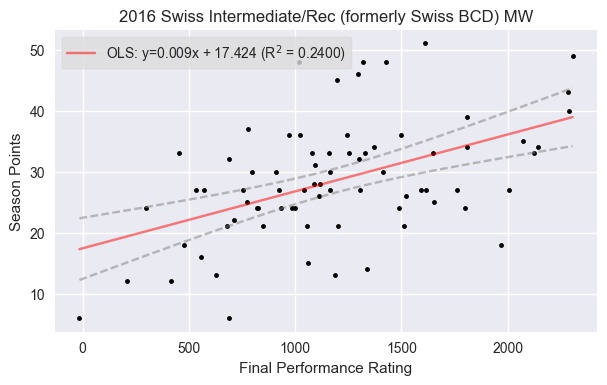 2016 Swiss Intermediate/Rec (formerly Swiss BCD) MW
OLS: y=0.009x + 17.424 (R² = 0.2400)
50
40
30
20
10
Season Points
0 500 1000 1500 2000
Final Performance Rating